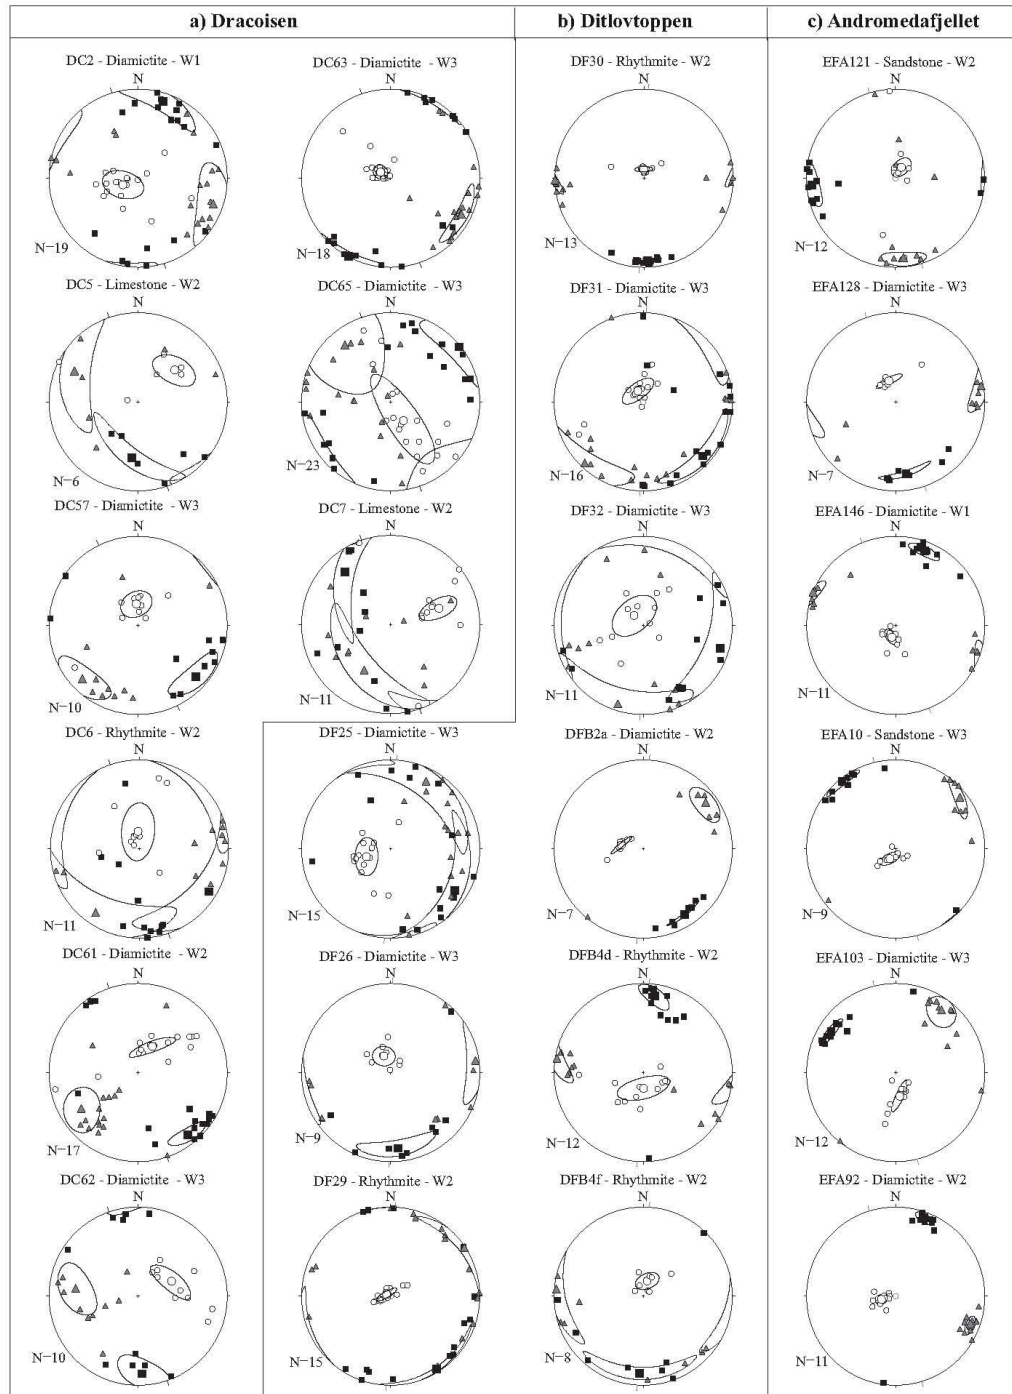 a) Dracoisen
b) Ditlovtoppen
c) Andromedafjellet
DC2 - Diamictite - W1
N
N-19
DC63 - Diamictite - W3
N
N-18
DF30 - Rhythmite - W2
N
N-13
EFA121 - Sandstone - W2
N
N-12
DC5 - Limestone - W2
N
N-6
DC65 - Diamictite - W3
N
N-23
DF31 - Diamictite - W3
N
N-16
EFA128 - Diamictite - W3
N
N-7
DC57 - Diamictite - W3
N
N-10
DC7 - Limestone - W2
N
N-11
DF32 - Diamictite - W3
N
N-11
EFA146 - Diamictite - W1
N
N-11
DC6 - Rhythmite - W2
N
N-11
DF25 - Diamictite - W3
N
N-15
DFB2a - Diamictite - W2
N
N-7
EFA10 - Sandstone - W3
N
N-9
DC61 - Diamictite - W2
N
N-17
DF26 - Diamictite - W3
N
N-9
DFB4d - Rhythmite - W2
N
N-12
EFA103 - Diamictite - W3
N
N-12
DC62 - Diamictite - W3
N
N-10
DF29 - Rhythmite - W2
N
N-15
DFB4f - Rhythmite - W2
N
N-8
EFA92 - Diamictite - W2
N
N-11